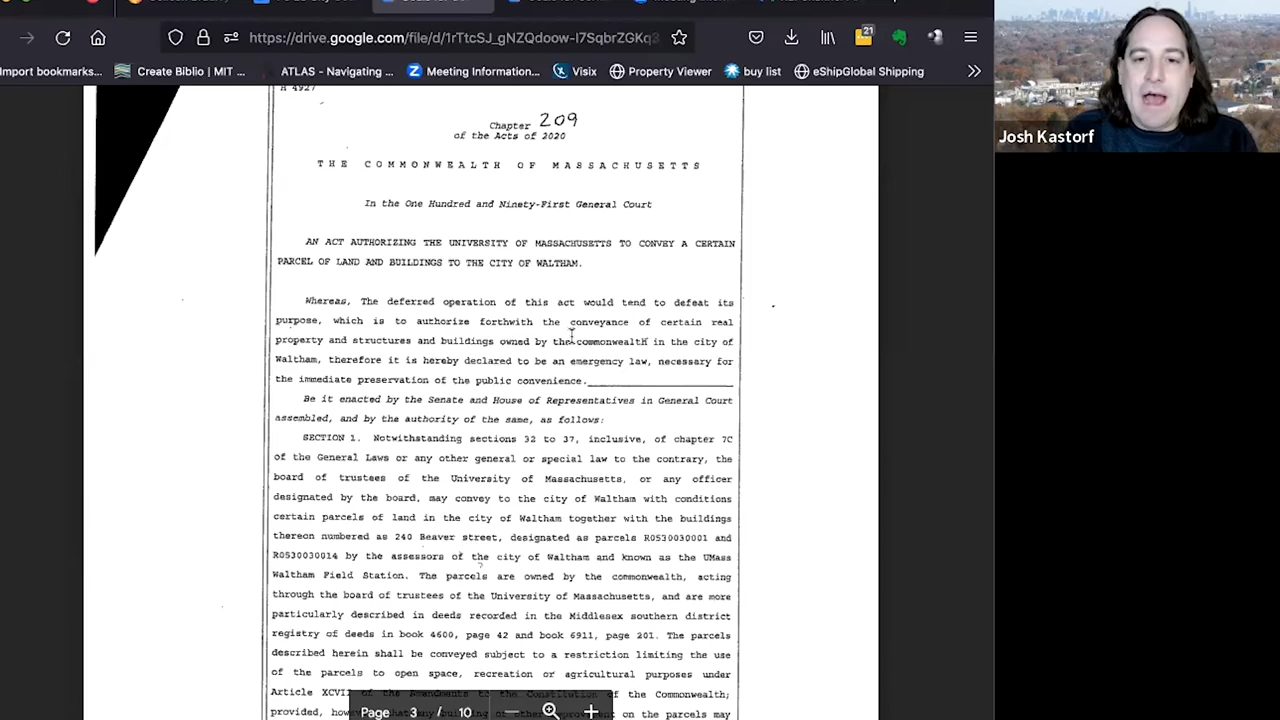 https://drive.google.com/file/d/1rTtcSJ_gNZQdoow-I7SqbrZGKq3
21
Import bookmarks...
Create Biblio | MIT ...
ATLAS - Navigating ...
Meeting Information...
Visix
Property Viewer
buy list
eShipGlobal Shipping
Josh Kastorf
H 4927
Chapter 209
of the Acts of 2020
THE COMMONWEALTH OF MASSACHUSETTS
In the One Hundred and Ninety-First General Court
AN ACT AUTHORIZING THE UNIVERSITY OF MASSACHUSETTS TO CONVEY A CERTAIN
PARCEL OF LAND AND BUILDINGS TO THE CITY OF WALTHAM.
Whereas, The deferred operation of this act would tend to defeat its
purpose, which is to authorize forthwith the conveyance of certain real
property and structures and buildings owned by the commonwealth in the city of
Waltham, therefore it is hereby declared to be an emergency law, necessary for
the immediate preservation of the public convenience.
Be it enacted by the Senate and House of Representatives in General Court
assembled, and by the authority of the same, as follows:
SECTION 1. Notwithstanding sections 32 to 37, inclusive, of chapter 7C
of the General Laws or any other general or special law to the contrary, the
board of trustees of the University of Massachusetts, or any officer
designated by the board, may convey to the city of Waltham with conditions
certain parcels of land in the city of Waltham together with the buildings
thereon numbered as 240 Beaver street, designated as parcels R0530030001 and
R0530030014 by the assessors of the city of Waltham and known as the UMass
Waltham Field Station. The parcels are owned by the commonwealth, acting
through the board of trustees of the University of Massachusetts, and are more
particularly described in deeds recorded in the Middlesex southern district
registry of deeds in book 4600, page 42 and book 6911, page 201. The parcels
described herein shall be conveyed subject to a restriction limiting the use
of the parcels to open space, recreation or agricultural purposes under
Article XCVII of the Amendments to the Constitution of the Commonwealth;
provided, on the parcels may
Page 3 / 10